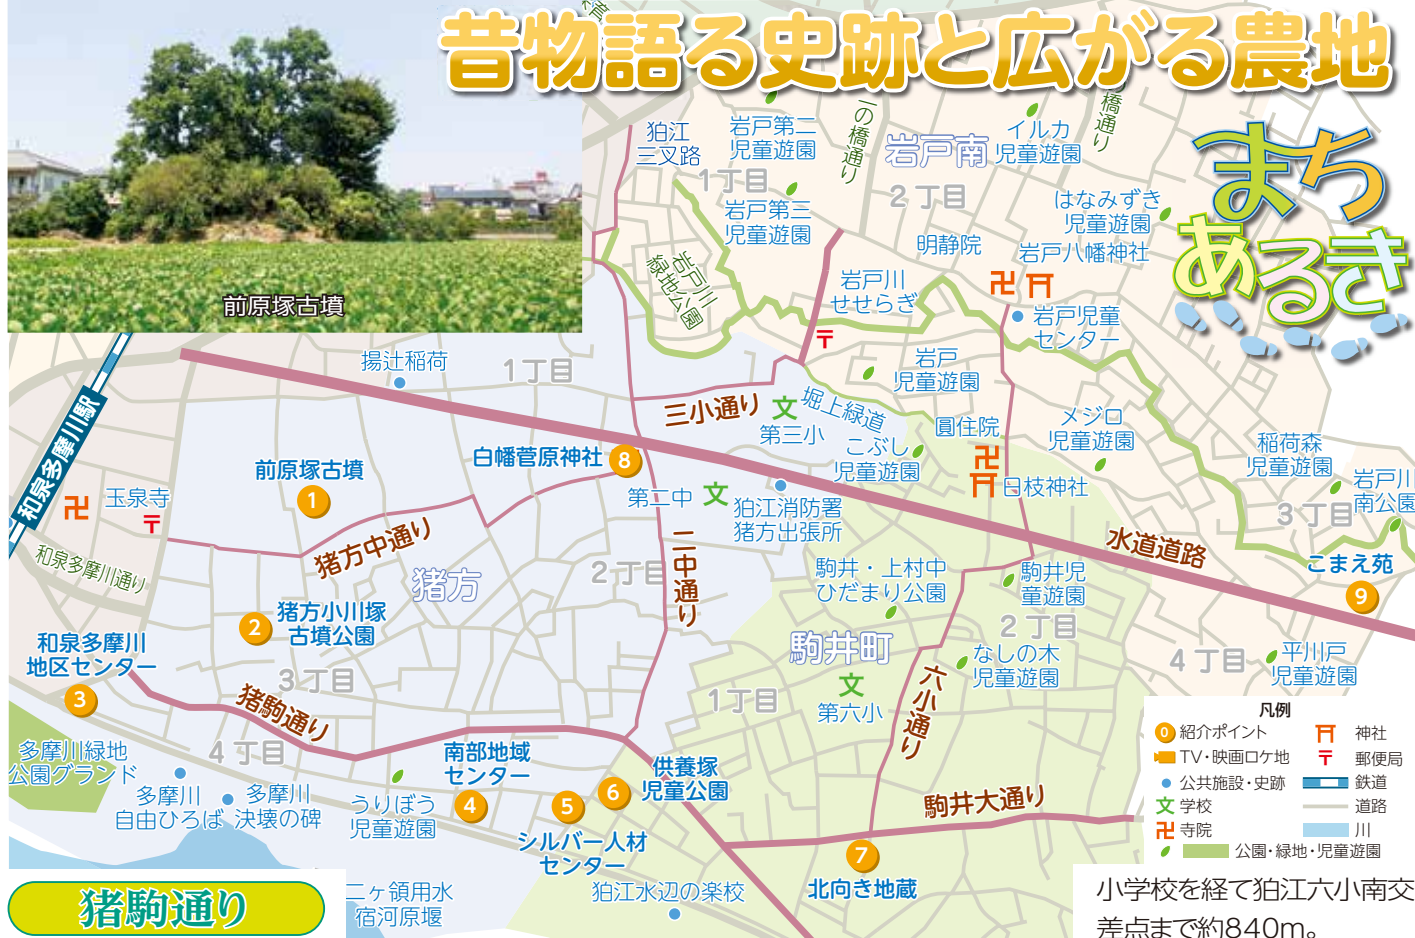 昔物語る史跡と広がる農地
まち
あるき
前原塚古墳
狛江
三叉路
岩戸第二
児童遊園
一の橋通り
岩戸南
イルカ
児童遊園
の橋通り
1丁目
2丁目
岩戸第三
児童遊園
はなみずき
児童遊園
明静院
岩戸八幡神社
岩戸川
緑地公園
岩戸川
せせらぎ
岩戸児童
センター
揚辻稲荷
1丁目
岩戸
児童遊園
三小通り
文
第三小
堀上緑道
こぶし
児童遊園
圓住院
メジロ
児童遊園
稲荷森
児童遊園
岩戸川
南公園
3丁目
和泉多摩川駅
玉泉寺
前原塚古墳
1
白幡菅原神社
8
第二中
文
狛江消防署
猪方出張所
日枝神社
水道道路
こまえ苑
9
和泉多摩川通り
猪方中通り
猪方
2丁目
二中通り
駒井・上村中
ひだまり公園
駒井児
童遊園
2丁目
2
猪方小川塚
古墳公園
駒井町
なしの木
児童遊園
4丁目
平川戸
児童遊園
和泉多摩川
地区センター
3
3丁目
猪駒通り
1丁目
文
第六小
六小通り
4丁目
多摩川緑地
公園グランド
多摩川
自由ひろば
多摩川
決壊の碑
うりぼう
児童遊園
南部地域
センター
4
5
シルバー人材
センター
6
供養塚
児童公園
駒井大通り
7
北向き地蔵
狛江水辺の楽校
二ヶ領用水
宿河原堰
凡例
0 紹介ポイント
神社
TV・映画ロケ地
郵便局
公共施設・史跡
鉄道
文 学校
道路
寺院
川
公園・緑地・児童遊園
猪駒通り
小学校を経て狛江六小南交
差点まで約840m。